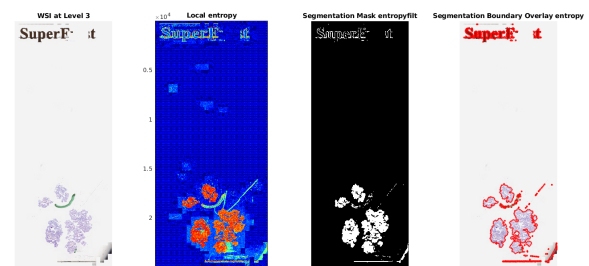 WSI at Level 3
Local entropy
Segmentation Mask entropyfilt
Segmentation Boundary Overlay entropy
×10⁴
0.5
1
1.5
2